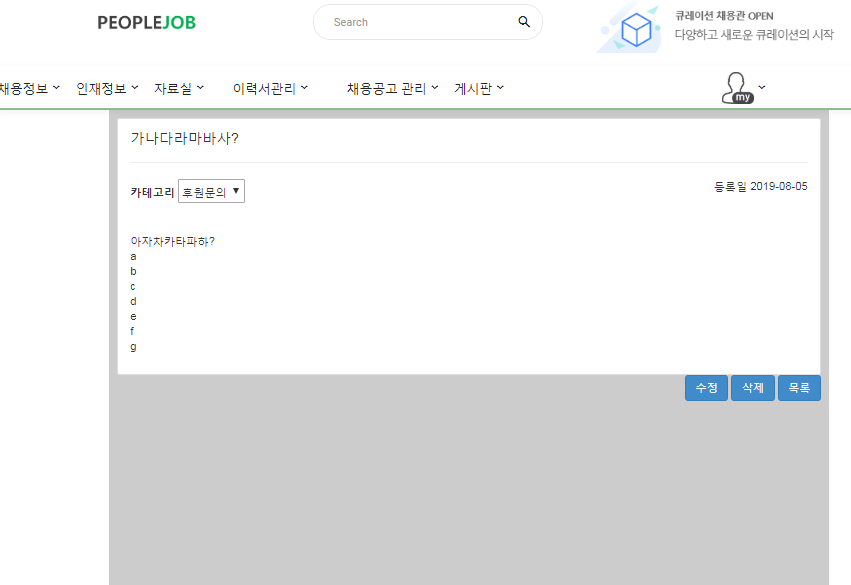 PEOPLEJOB
Search
큐레이션 채용관 OPEN
다양하고 새로운 큐레이션의 시작
채용정보 인재정보 자료실 이력서관리 채용공고 관리 게시판
my
가나다라마바사?
카테고리 후원문의
등록일 2019-08-05
아자차카타파하?
a
b
c
d
e
f
g
수정 삭제 목록